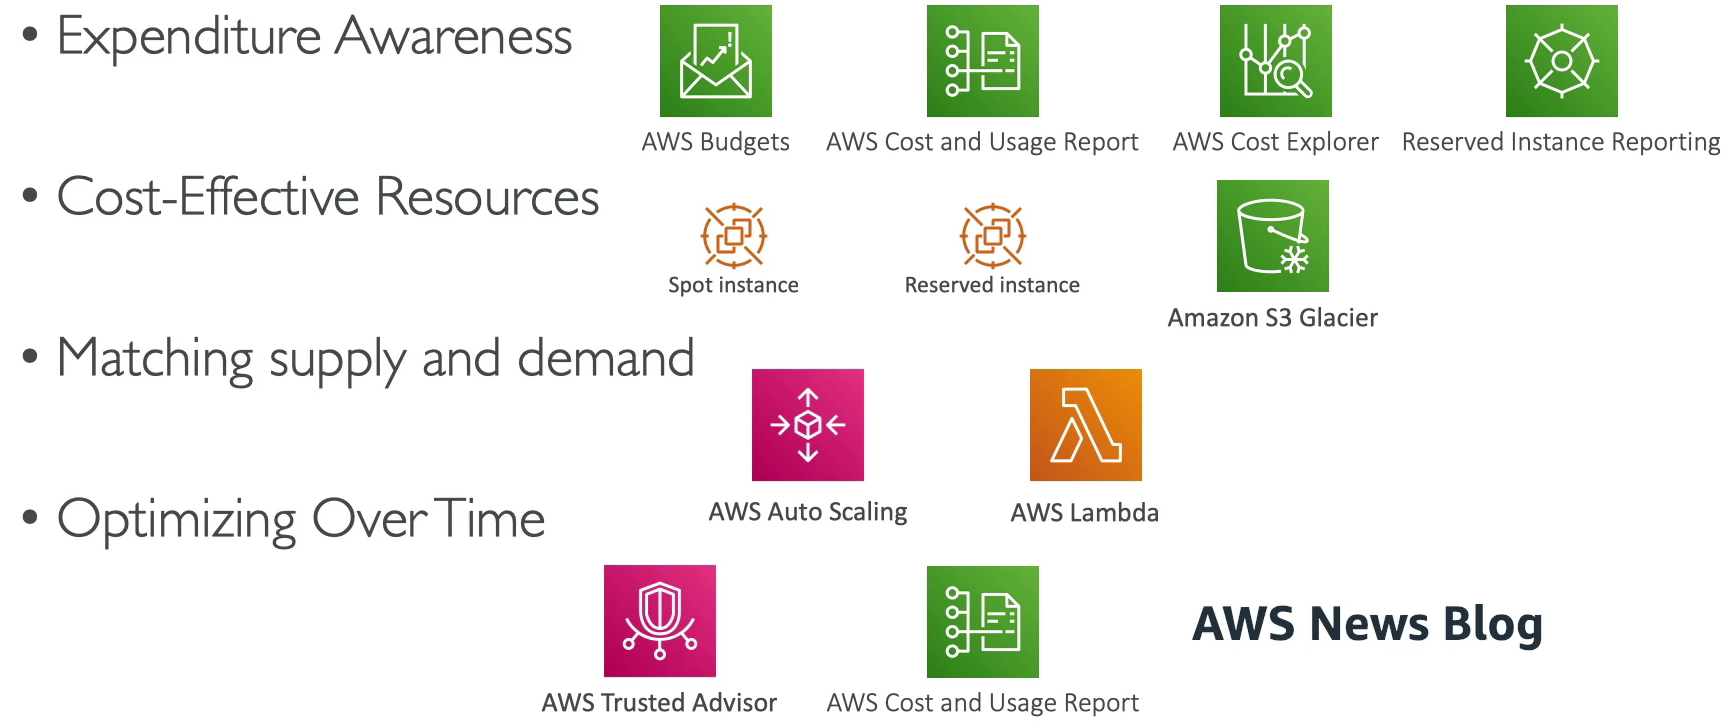 • Expenditure Awareness
AWS Budgets
AWS Cost and Usage Report
AWS Cost Explorer
Reserved Instance Reporting
• Cost-Effective Resources
Spot instance
Reserved instance
Amazon S3 Glacier
• Matching supply and demand
AWS Auto Scaling
AWS Lambda
• Optimizing Over Time
AWS Trusted Advisor
AWS Cost and Usage Report
AWS News Blog